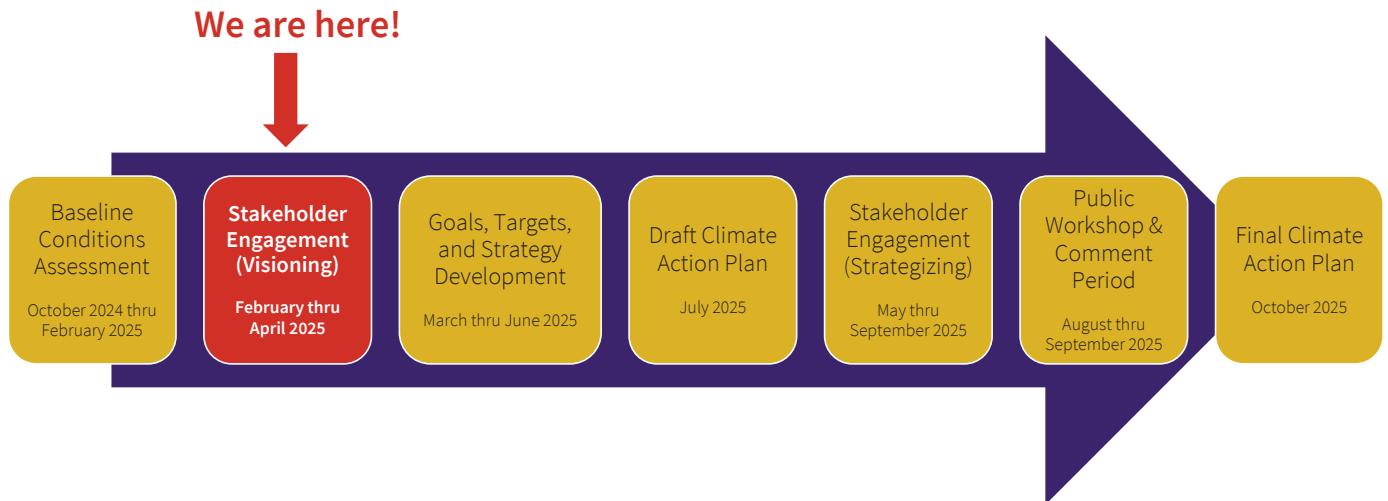 We are here!
Baseline
Conditions
Assessment
October 2024 thru
February 2025
Stakeholder
Engagement
(Visioning)
February thru
April 2025
Goals, Targets,
and Strategy
Development
March thru June 2025
Draft Climate
Action Plan
July 2025
Stakeholder
Engagement
(Strategizing)
May thru
September 2025
Public
Workshop &
Comment
Period
August thru
September 2025
Final Climate
Action Plan
October 2025